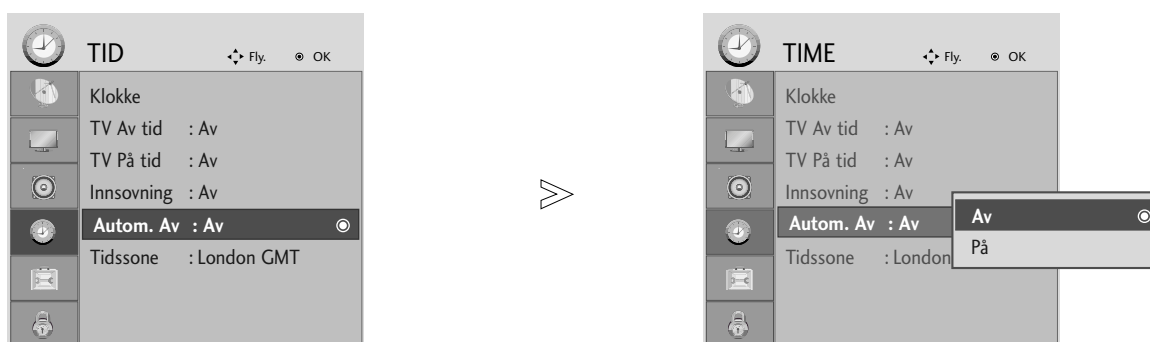 TID Fly. OK
Klokke
TV Av tid : Av
TV På tid : Av
Innsovning : Av
Autom. Av : Av
Tidssone : London GMT
TIME Fly. OK
Klokke
TV Av tid : Av
TV På tid : Av
Innsovning : Av
Autom. Av : Av
Tidssone : London
Av
På